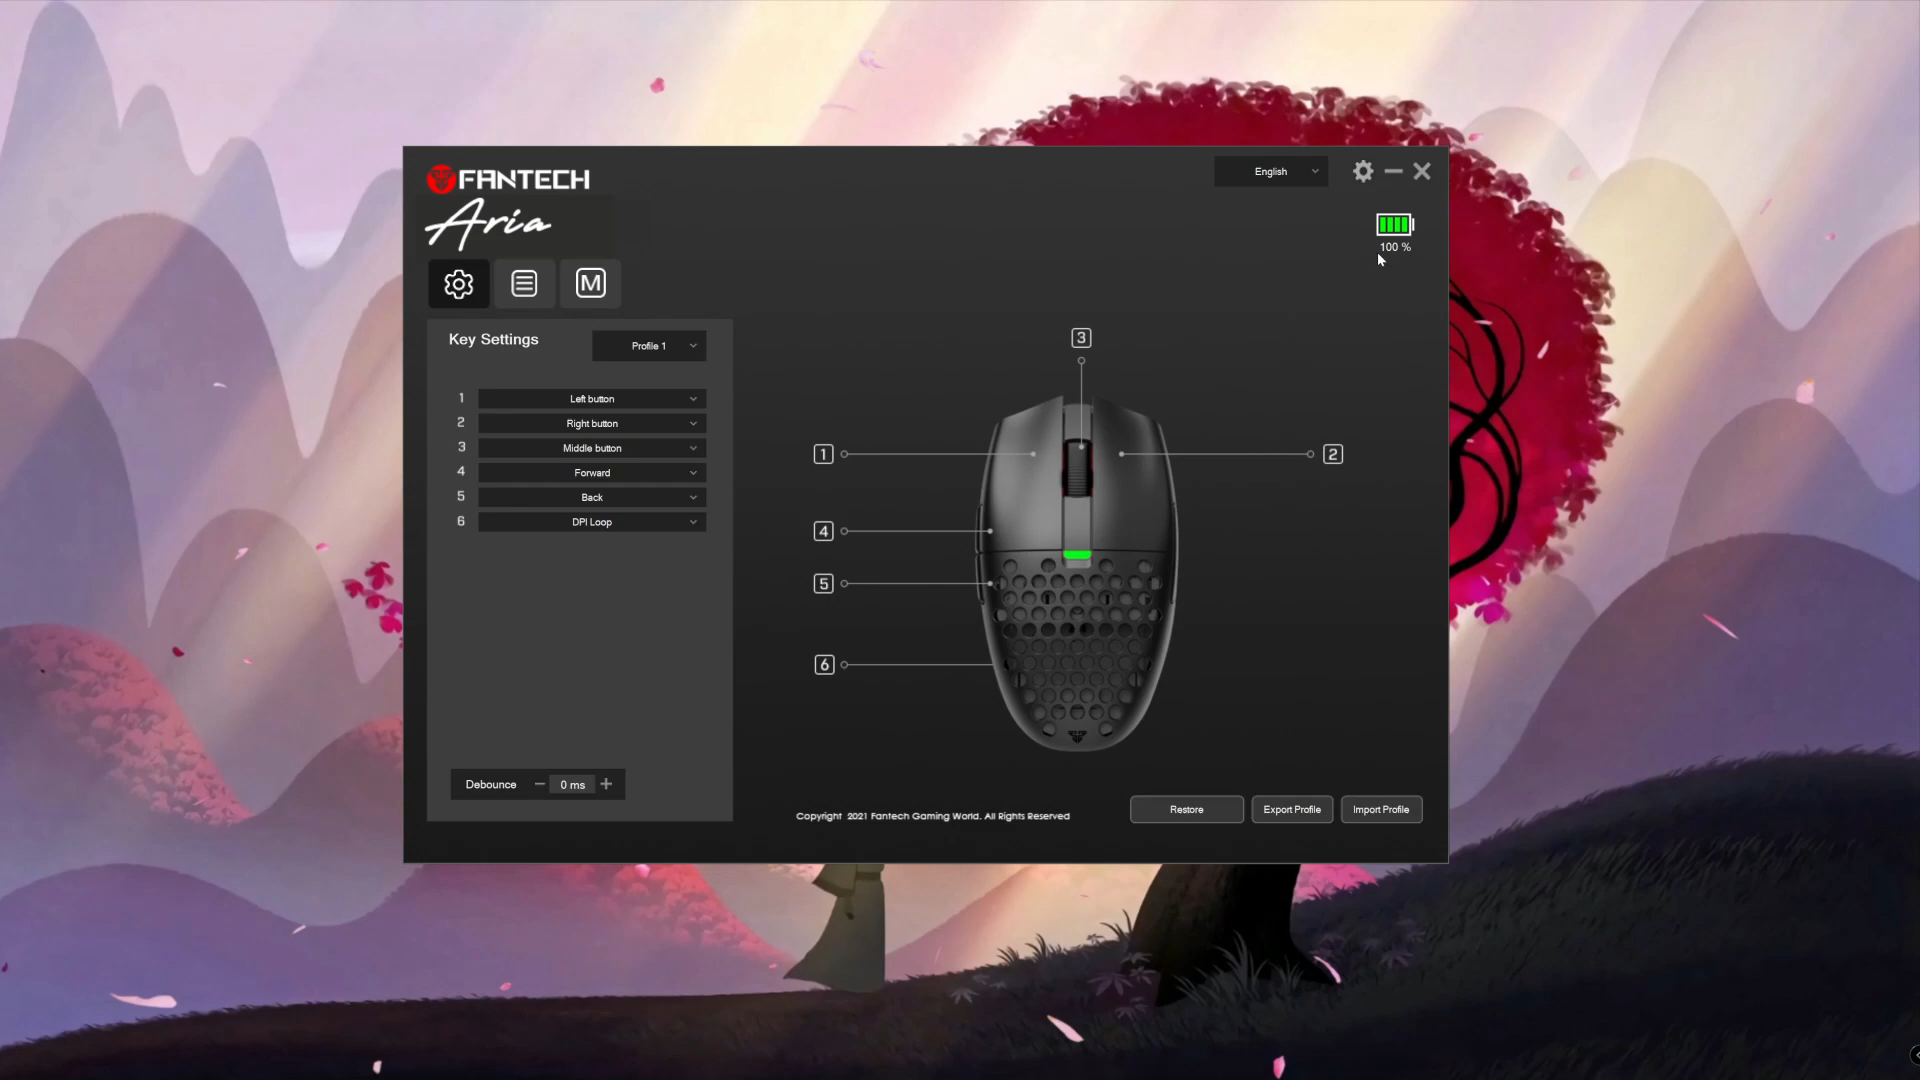 FANTECH
Aria
English
100 %
M
Key Settings
Profile 1
1 Left button
2 Right button
3 Middle button
4 Forward
5 Back
6 DPI Loop
Debounce − 0 ms +
3
1
2
4
5
6
Copyright 2021 Fantech Gaming World. All Rights Reserved
Restore
Export Profile
Import Profile